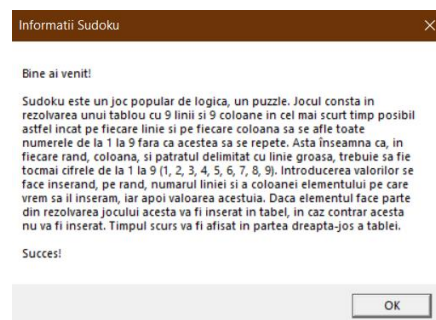 Informatii Sudoku
Bine ai venit!
Sudoku este un joc popular de logica, un puzzle. Jocul consta in
rezolvarea unui tablou cu 9 linii si 9 coloane in cel mai scurt timp posibil
astfel incat pe fiecare linie si pe fiecare coloana sa se afle toate
numerele de la 1 la 9 fara ca acestea sa se repete. Asta înseamna ca, in
fiecare rand, coloana, si patratul delimitat cu linie groasa, trebuie sa fie
tocmai cifrele de la 1 la 9 (1, 2, 3, 4, 5, 6, 7, 8, 9). Introducerea valorilor se
face inserand, pe rand, numarul liniei si a coloanei elementului pe care
vrem sa il inseram, iar apoi valoarea acestuia. Daca elementul face parte
din rezolvarea jocului acesta va fi inserat in tabel, in caz contrar acesta
nu va fi inserat. Timpul scurs va fi afisat in partea dreapta-jos a tablei.
Succes!
OK